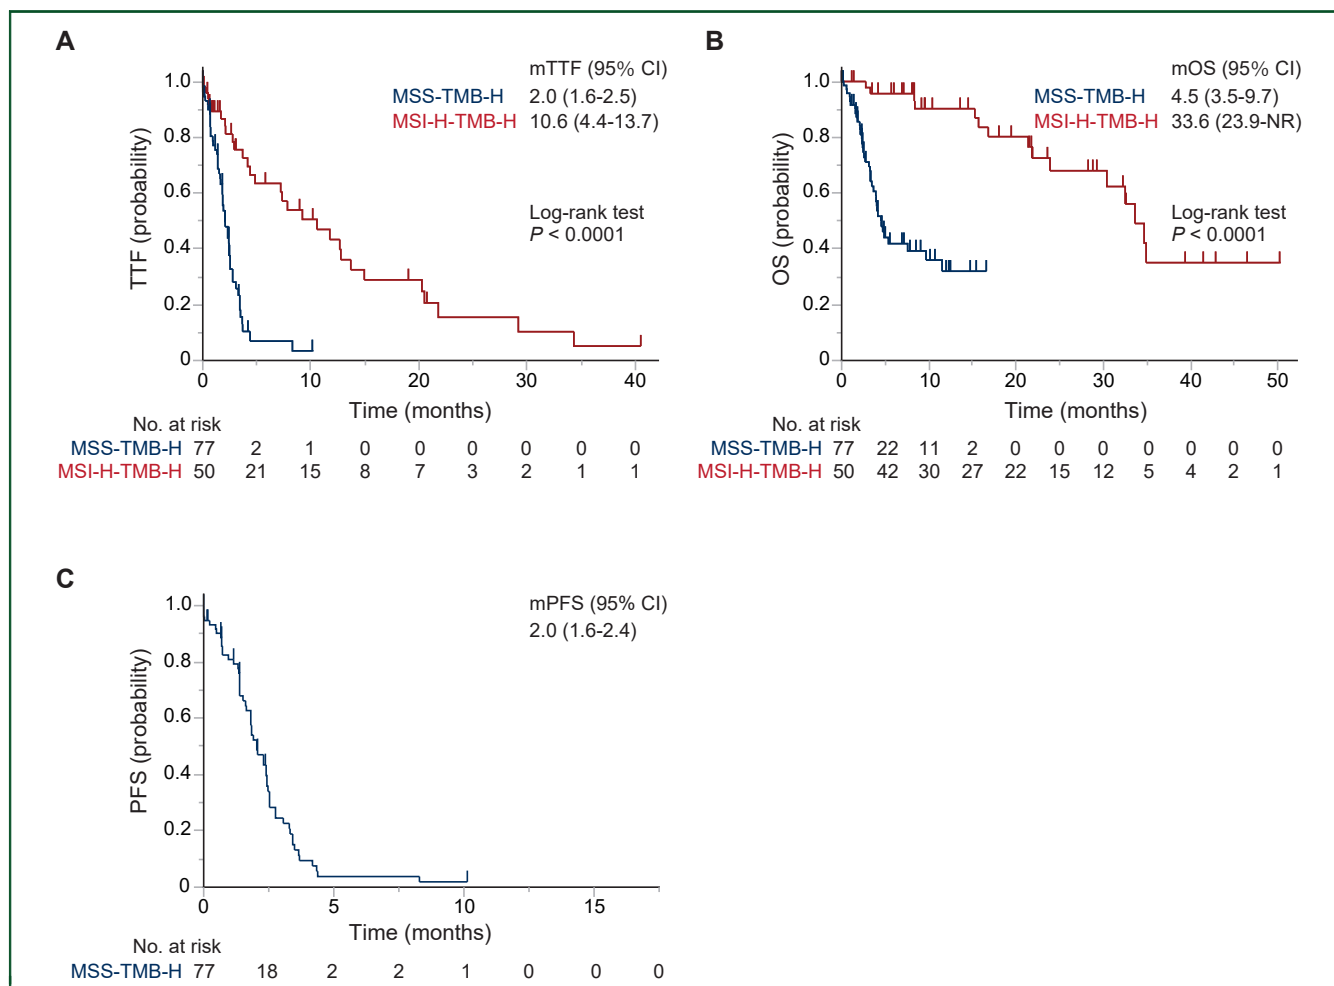 A
mTTF (95% CI)
MSS-TMB-H 2.0 (1.6-2.5)
MSI-H-TMB-H 10.6 (4.4-13.7)
Log-rank test
P < 0.0001
TTF (probability)
1.0
0.8
0.6
0.4
0.2
0
0 10 20 30 40
Time (months)
No. at risk
MSS-TMB-H 77 2 1 0 0 0 0 0 0
MSI-H-TMB-H 50 21 15 8 7 3 2 1 1
B
mOS (95% CI)
MSS-TMB-H 4.5 (3.5-9.7)
MSI-H-TMB-H 33.6 (23.9-NR)
Log-rank test
P < 0.0001
OS (probability)
1.0
0.8
0.6
0.4
0.2
0
0 10 20 30 40 50
Time (months)
No. at risk
MSS-TMB-H 77 22 11 2 0 0 0 0 0 0 0
MSI-H-TMB-H 50 42 30 27 22 15 12 5 4 2 1
C
mPFS (95% CI)
2.0 (1.6-2.4)
PFS (probability)
1.0
0.8
0.6
0.4
0.2
0
0 5 10 15
Time (months)
No. at risk
MSS-TMB-H 77 18 2 2 1 0 0 0